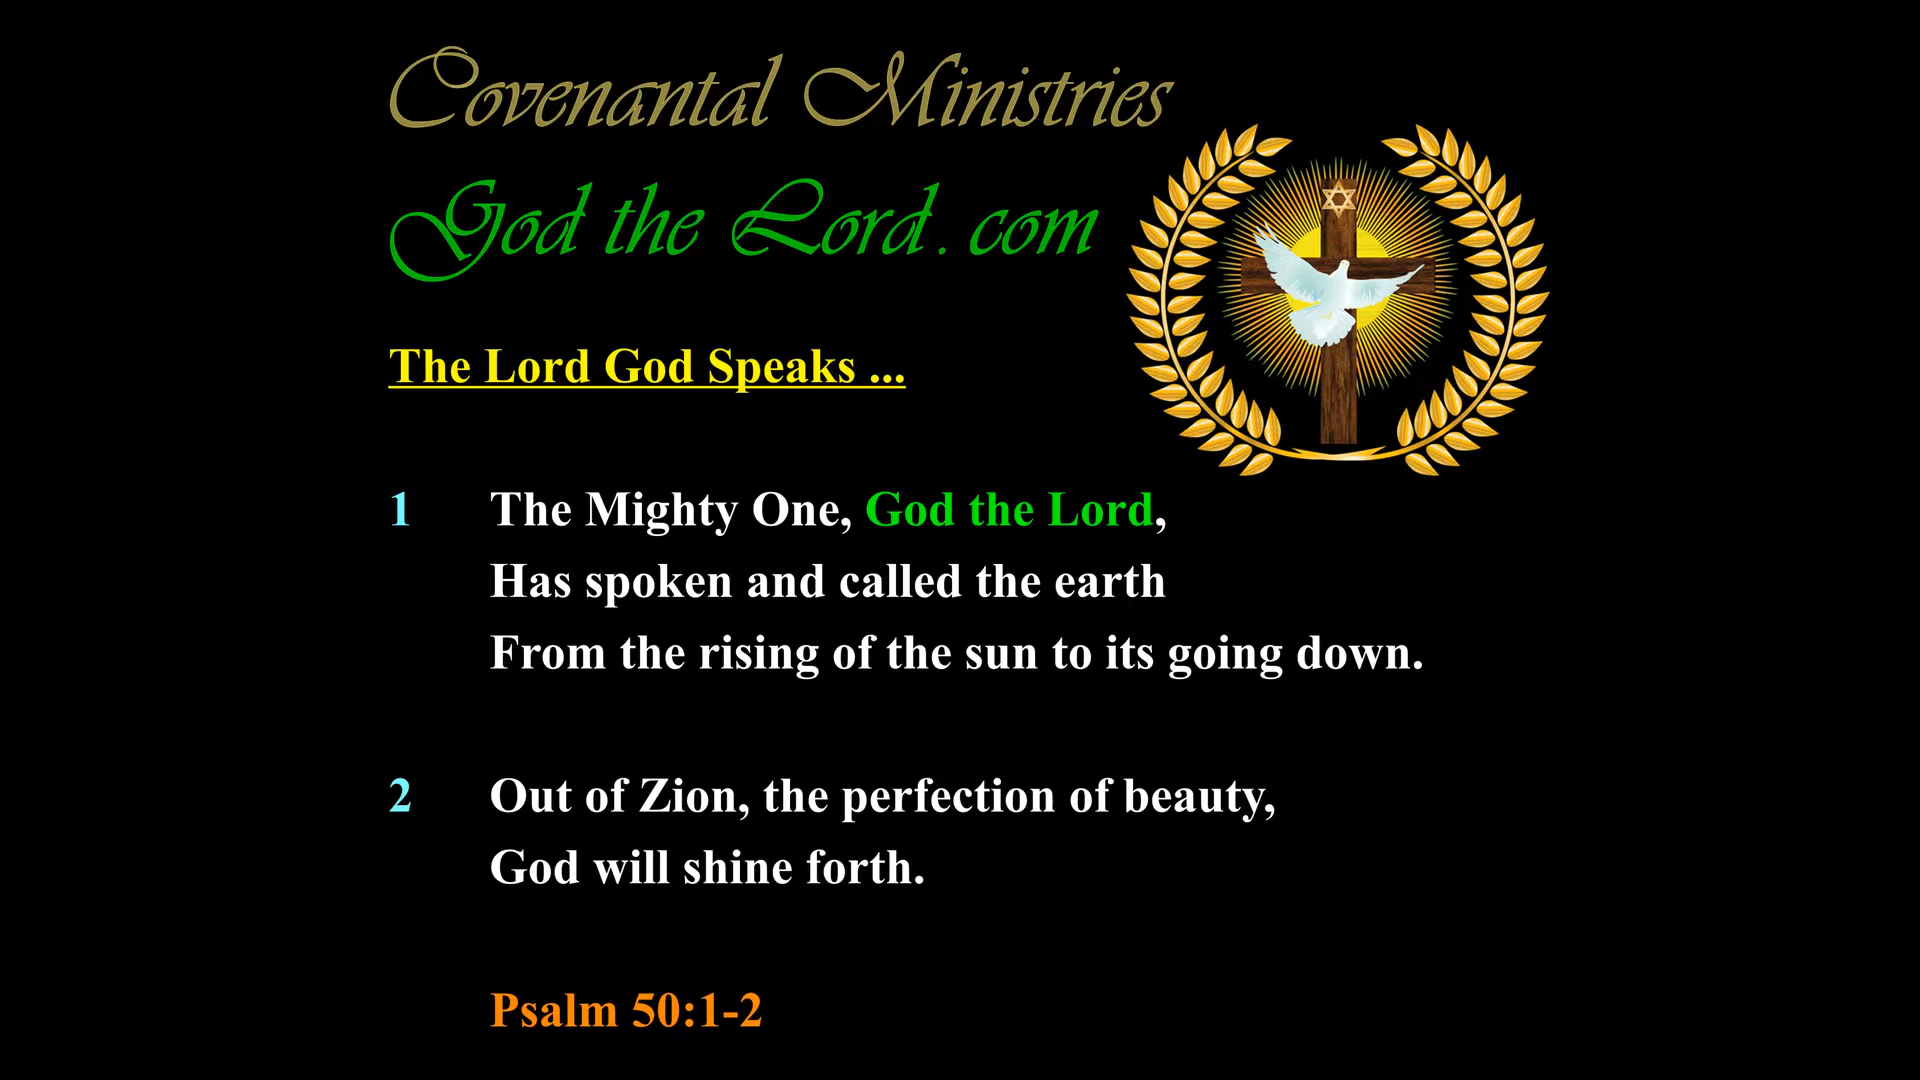 Covenantal Ministries
God the Lord.com
The Lord God Speaks ...
1 The Mighty One, God the Lord,
Has spoken and called the earth
From the rising of the sun to its going down.
2 Out of Zion, the perfection of beauty,
God will shine forth.
Psalm 50:1-2